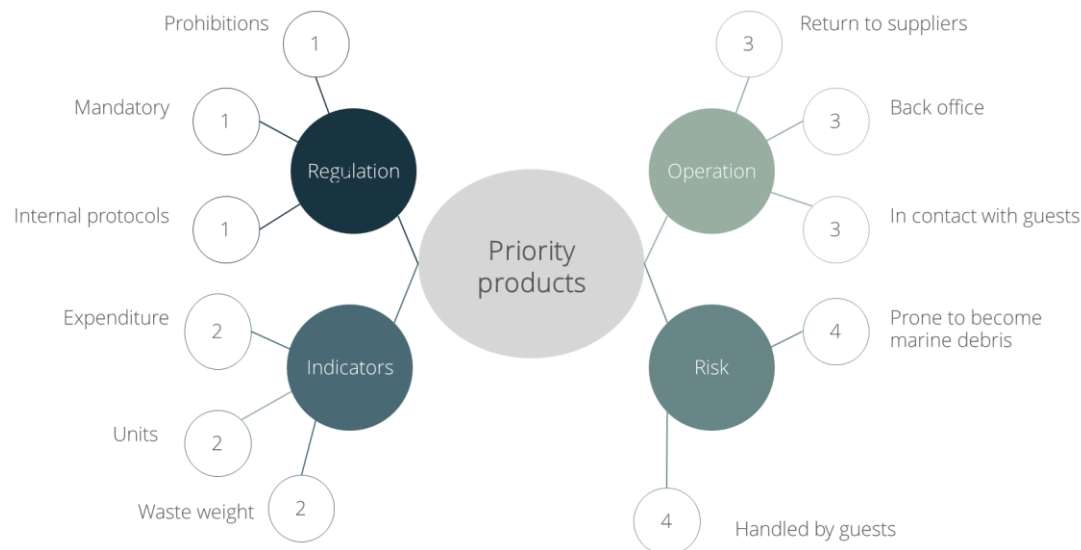 Prohibitions
1
Mandatory
1
Internal protocols
1
Regulation
Expenditure
2
Units
2
Waste weight
2
Indicators
Priority
products
Return to suppliers
3
Back office
3
In contact with guests
3
Operation
Prone to become
marine debris
4
Handled by guests
4
Risk